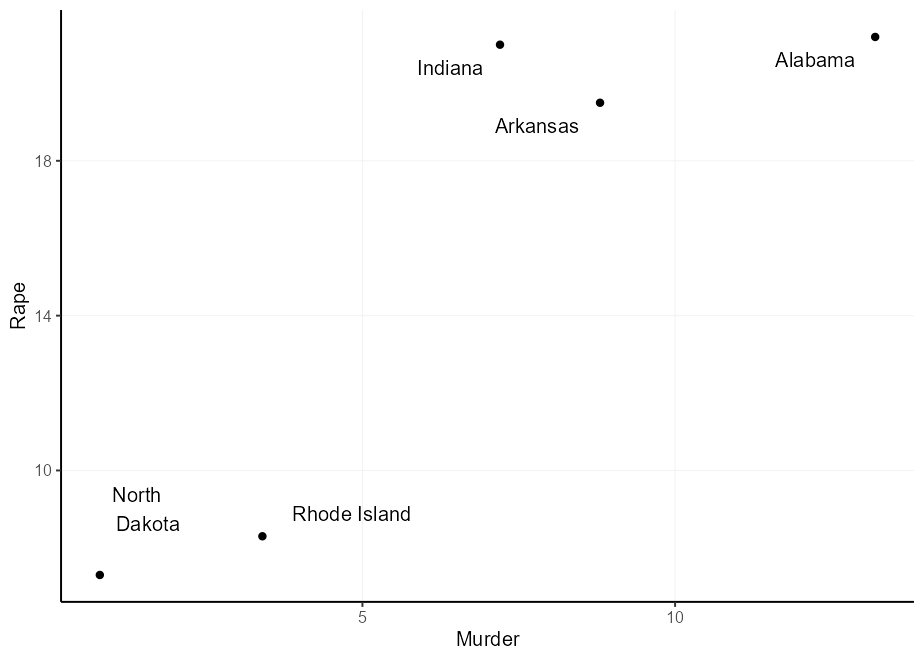 Indiana
Alabama
Arkansas
18
Rape
14
10
North
Dakota
Rhode Island
5
10
Murder